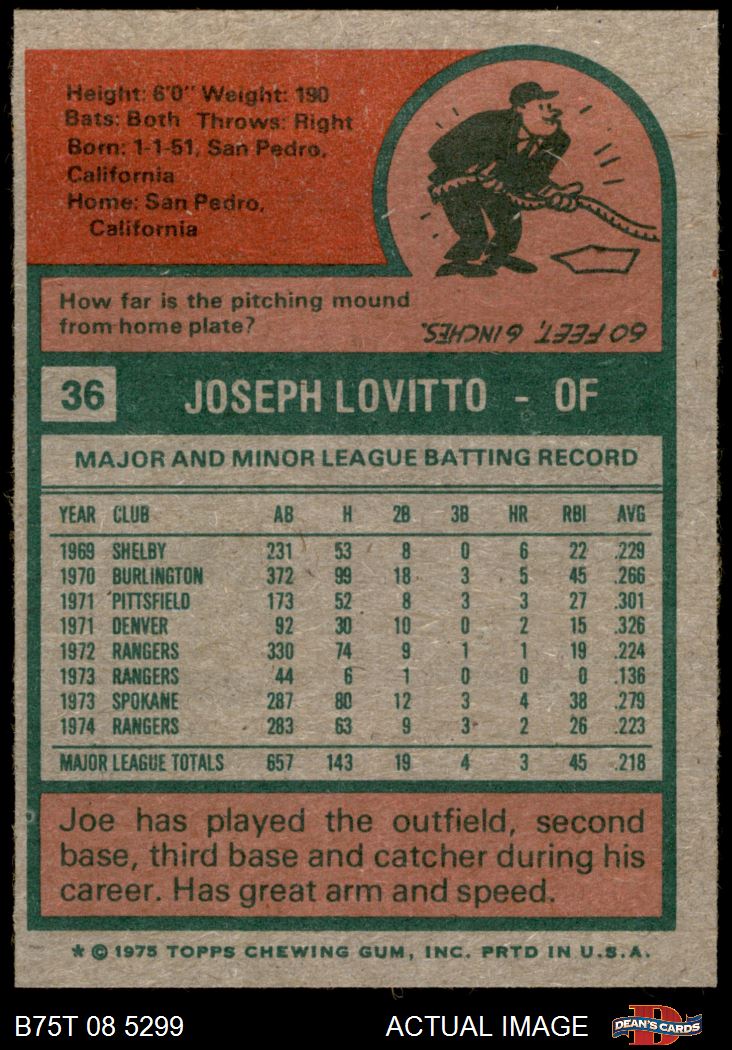 Height: 6'0" Weight: 190
Bats: Both Throws: Right
Born: 1-1-51, San Pedro,
California
Home: San Pedro,
California
How far is the pitching mound
from home plate?
60 FEET, 6 INCHES.
36 JOSEPH LOVITTO - OF
MAJOR AND MINOR LEAGUE BATTING RECORD
YEAR CLUB AB H 2B 3B HR RBI AVG
1969 SHELBY 231 53 8 0 6 22 .229
1970 BURLINGTON 372 99 18 3 5 45 .266
1971 PITTSFIELD 173 52 8 3 3 27 .301
1971 DENVER 92 30 10 0 2 15 .326
1972 RANGERS 330 74 9 1 1 19 .224
1973 RANGERS 44 6 1 0 0 0 .136
1973 SPOKANE 287 80 12 3 4 38 .279
1974 RANGERS 283 63 9 3 2 26 .223
MAJOR LEAGUE TOTALS 657 143 19 4 3 45 .218
Joe has played the outfield, second
base, third base and catcher during his
career. Has great arm and speed.
* © 1975 TOPPS CHEWING GUM, INC. PRTD IN U.S.A.
B75T 08 5299 ACTUAL IMAGE D DEAN'S CARDS